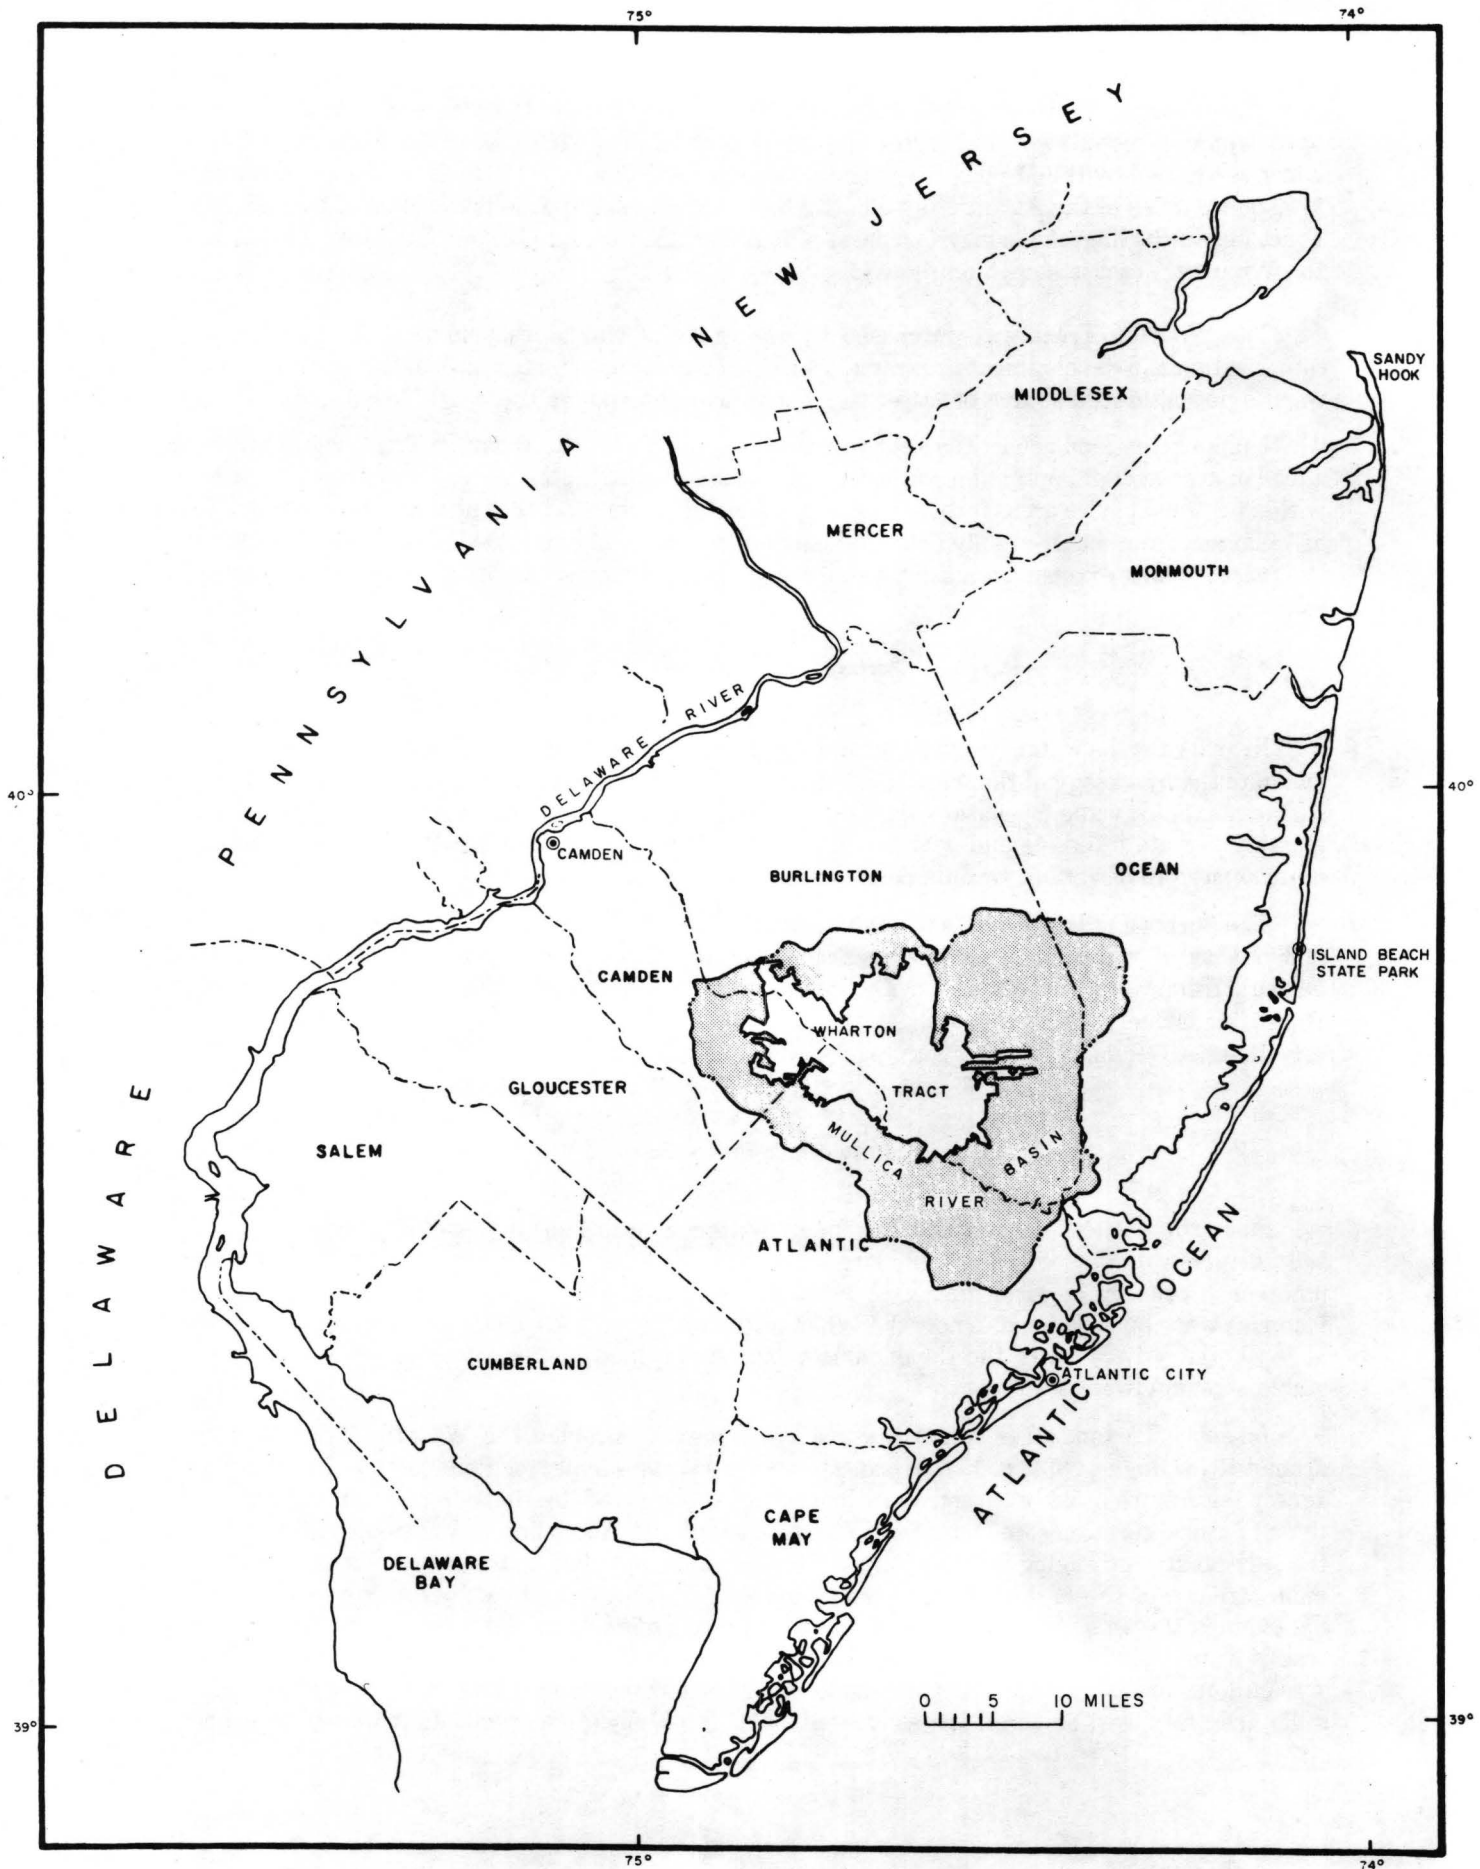 75°
74°
NEW JERSEY
SANDY
HOOK
MIDDLESEX
PENNSYLVANIA
MERCER
MONMOUTH
DELAWARE RIVER
40°
40°
CAMDEN
BURLINGTON
OCEAN
ISLAND BEACH
STATE PARK
CAMDEN
WHARTON
TRACT
GLOUCESTER
MULLICA
RIVER
BASIN
SALEM
DELAWARE
ATLANTIC
ATLANTIC OCEAN
CUMBERLAND
ATLANTIC CITY
CAPE
MAY
DELAWARE
BAY
0 5 10 MILES
39°
39°
75°
74°